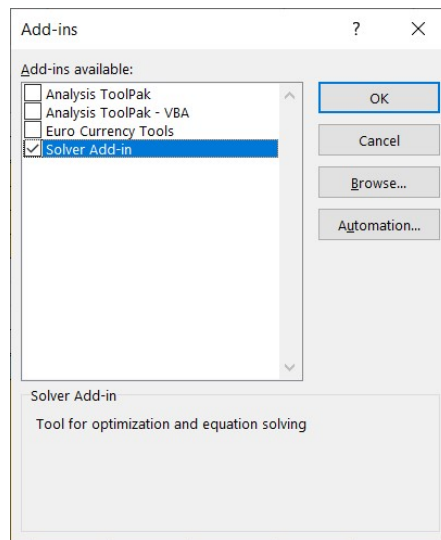 Add-ins
?
Add-ins available:
Analysis ToolPak
Analysis ToolPak - VBA
Euro Currency Tools
Solver Add-in
OK
Cancel
Browse...
Automation...
Solver Add-in
Tool for optimization and equation solving